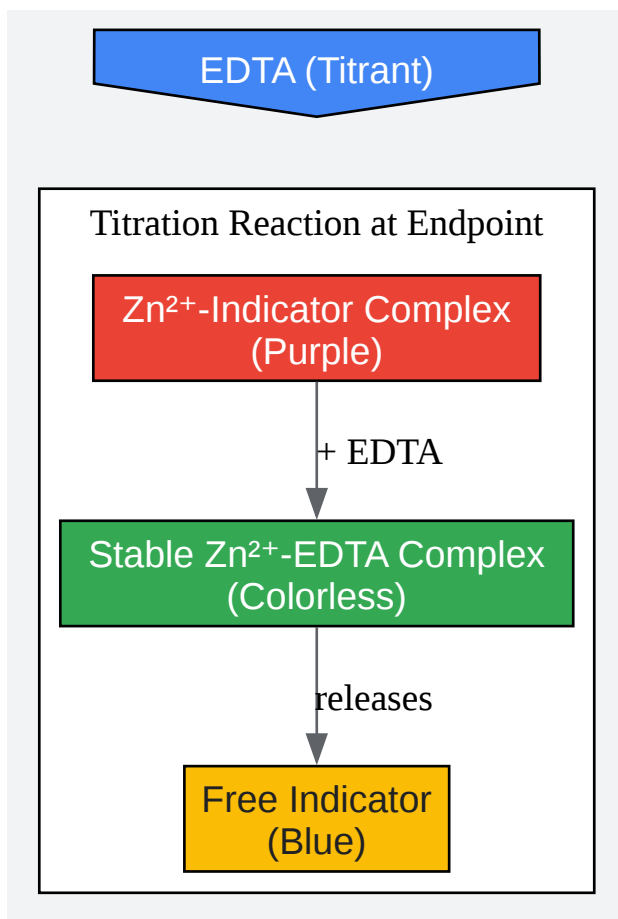 EDTA (Titrant)
Titration Reaction at Endpoint
Zn²⁺-Indicator Complex
(Purple)
+ EDTA
Stable Zn²⁺-EDTA Complex
(Colorless)
releases
Free Indicator
(Blue)